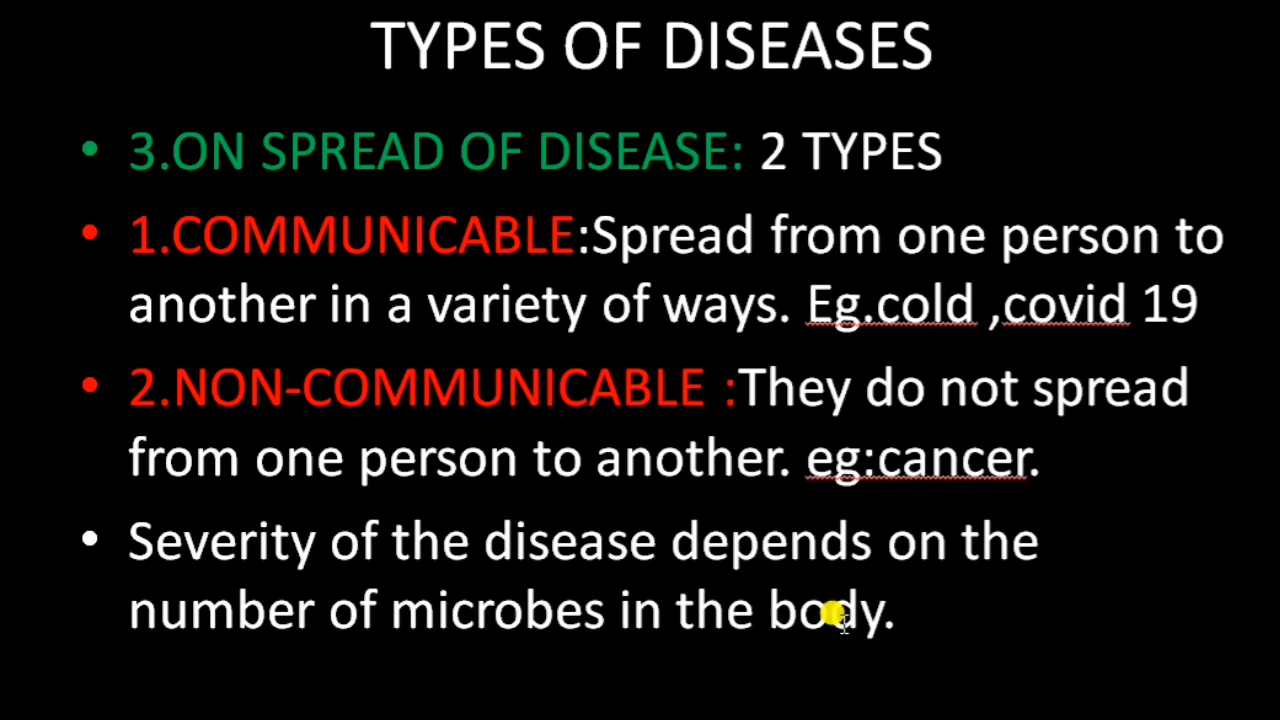 TYPES OF DISEASES
• 3.ON SPREAD OF DISEASE: 2 TYPES
• 1.COMMUNICABLE:Spread from one person to
another in a variety of ways. Eg.cold ,covid 19
• 2.NON-COMMUNICABLE :They do not spread
from one person to another. eg:cancer.
• Severity of the disease depends on the
number of microbes in the body.